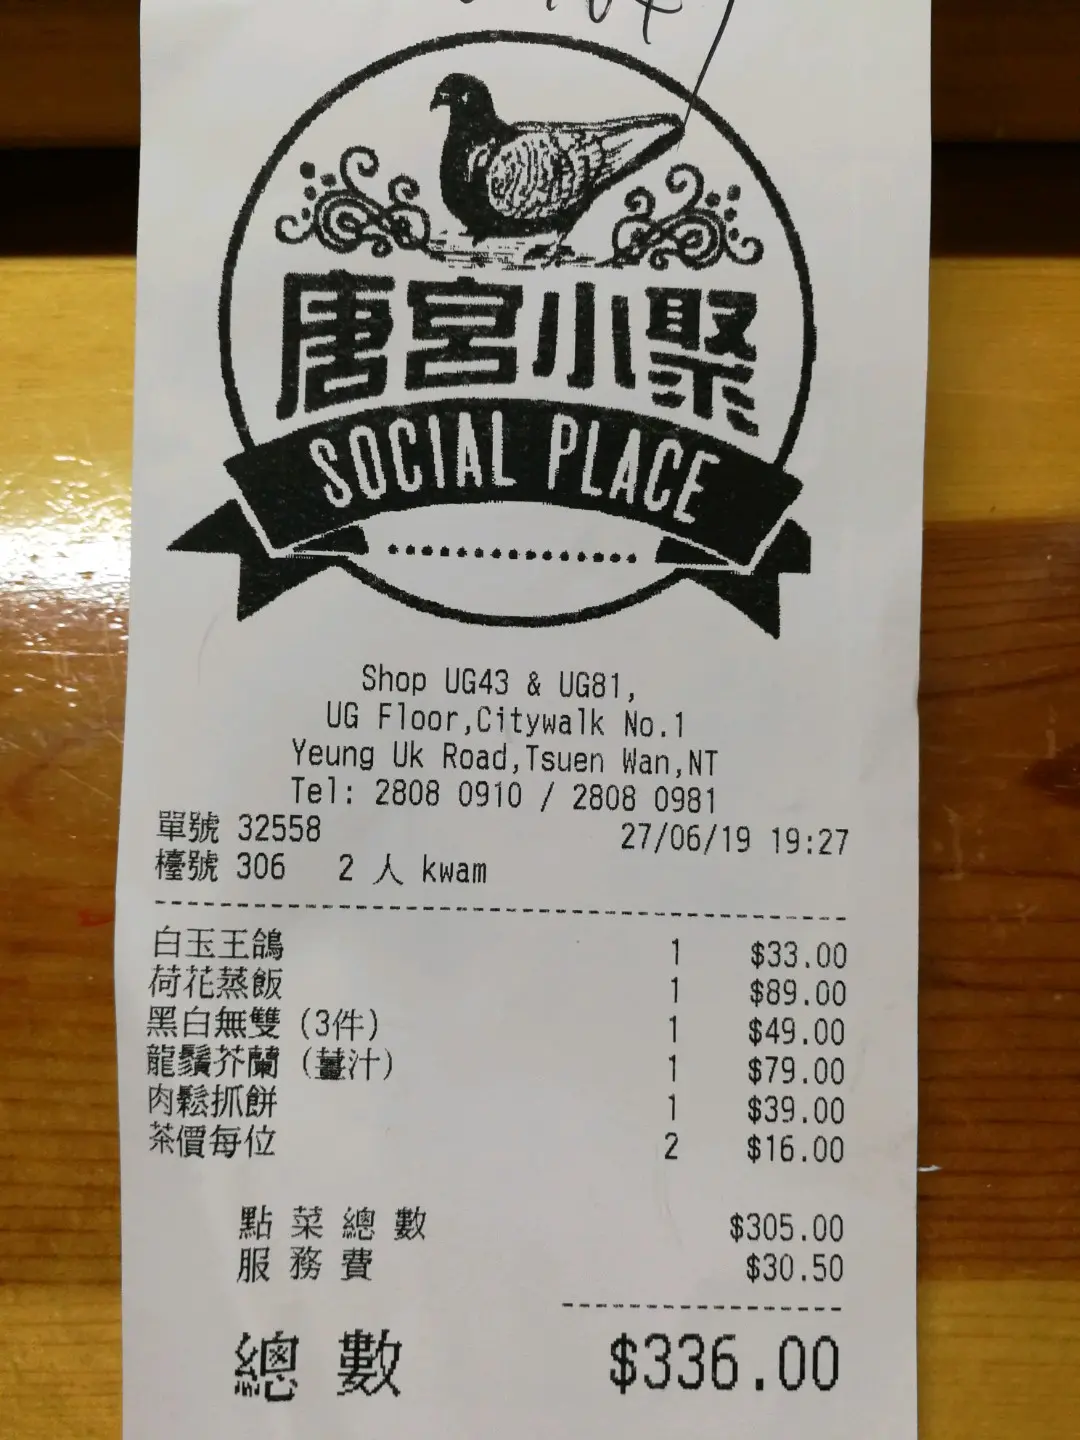 唐宮小聚
SOCIAL PLACE
Shop UG43 & UG81,
UG Floor,Citywalk No.1
Yeung Uk Road,Tsuen Wan,NT
Tel: 2808 0910 / 2808 0981
單號 32558 27/06/19 19:27
檯號 306 2 人 kwam
白玉王鴿 1 $33.00
荷花蒸飯 1 $89.00
黑白無雙 (3件) 1 $49.00
龍鬚芥蘭 (薑汁) 1 $79.00
肉鬆抓餅 1 $39.00
茶價每位 2 $16.00
點菜總數 $305.00
服務費 $30.50
總數 $336.00